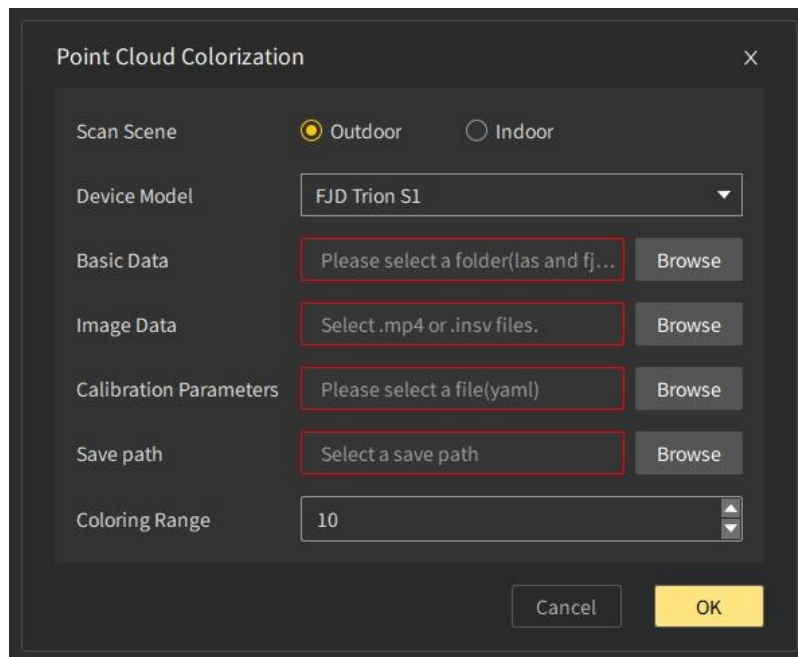 Point Cloud Colorization X
Scan Scene Outdoor Indoor
Device Model FJD Trion S1
Basic Data Please select a folder(las and fj... Browse
Image Data Select .mp4 or .insv files. Browse
Calibration Parameters Please select a file(yaml) Browse
Save path Select a save path Browse
Coloring Range 10
Cancel OK